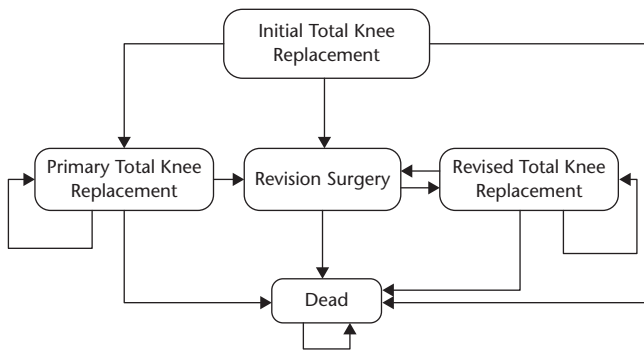 Initial Total Knee
Replacement
Primary Total Knee
Replacement
Revision Surgery
Revised Total Knee
Replacement
Dead